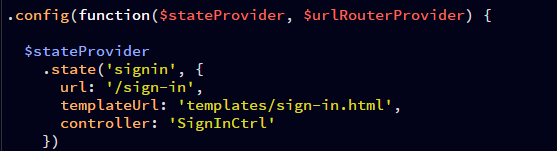 .config(function($stateProvider, $urlRouterProvider) {
$stateProvider
.state('signin', {
url: '/sign-in',
templateUrl: 'templates/sign-in.html',
controller: 'SignInCtrl'
})